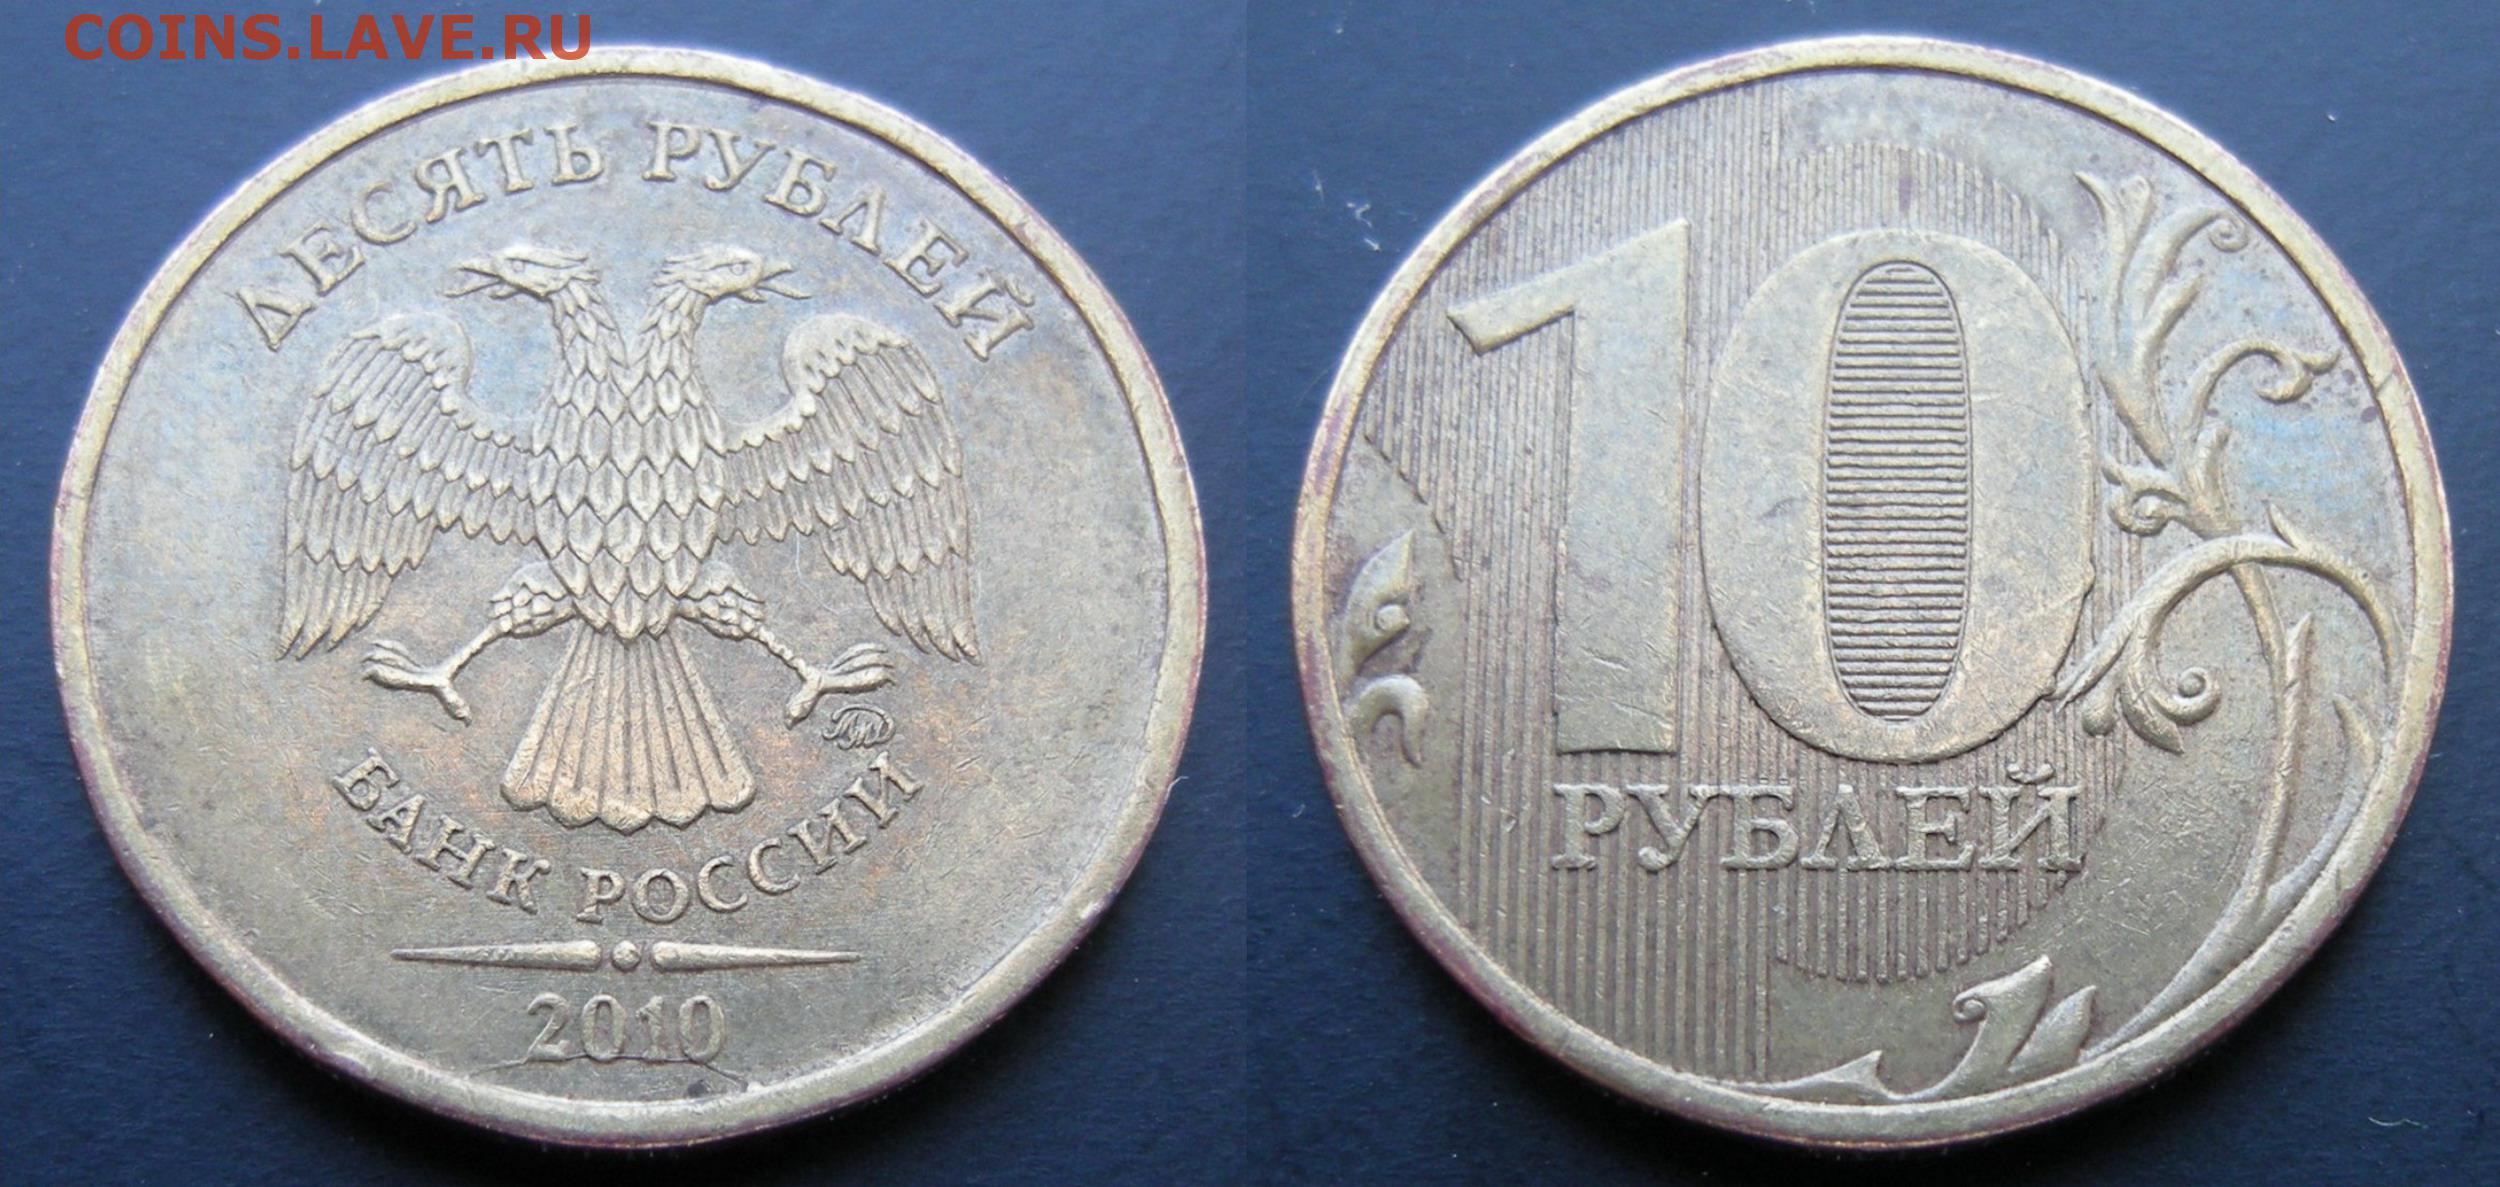 COINS.LAVE.RU
ДЕСЯТЬ РУБЛЕЙ
ММД
БАНК РОССИИ
2010
10
РУБЛЕЙ